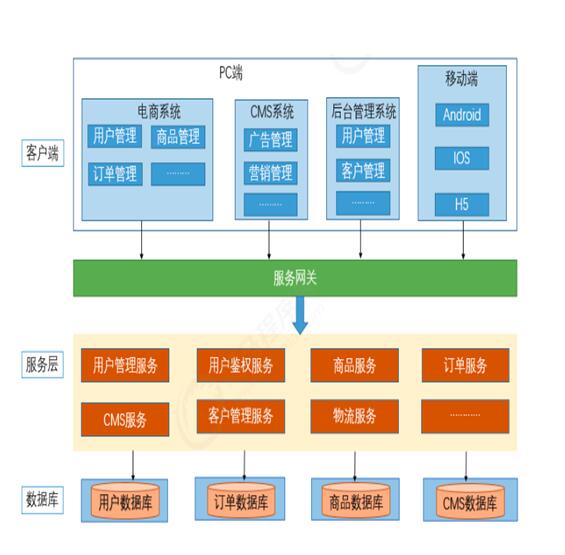 PC端
移动端
电商系统
CMS系统
后台管理系统
用户管理
商品管理
广告管理
用户管理
Android
客户端
订单管理
………
营销管理
客户管理
IOS
………
………
H5
服务网关
服务层
用户管理服务
用户鉴权服务
商品服务
订单服务
CMS服务
客户管理服务
物流服务
…………
数据库
用户数据库
订单数据库
商品数据库
CMS数据库